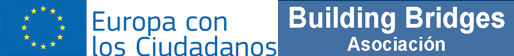 Europa con
los Ciudadanos
Building Bridges
Asociación